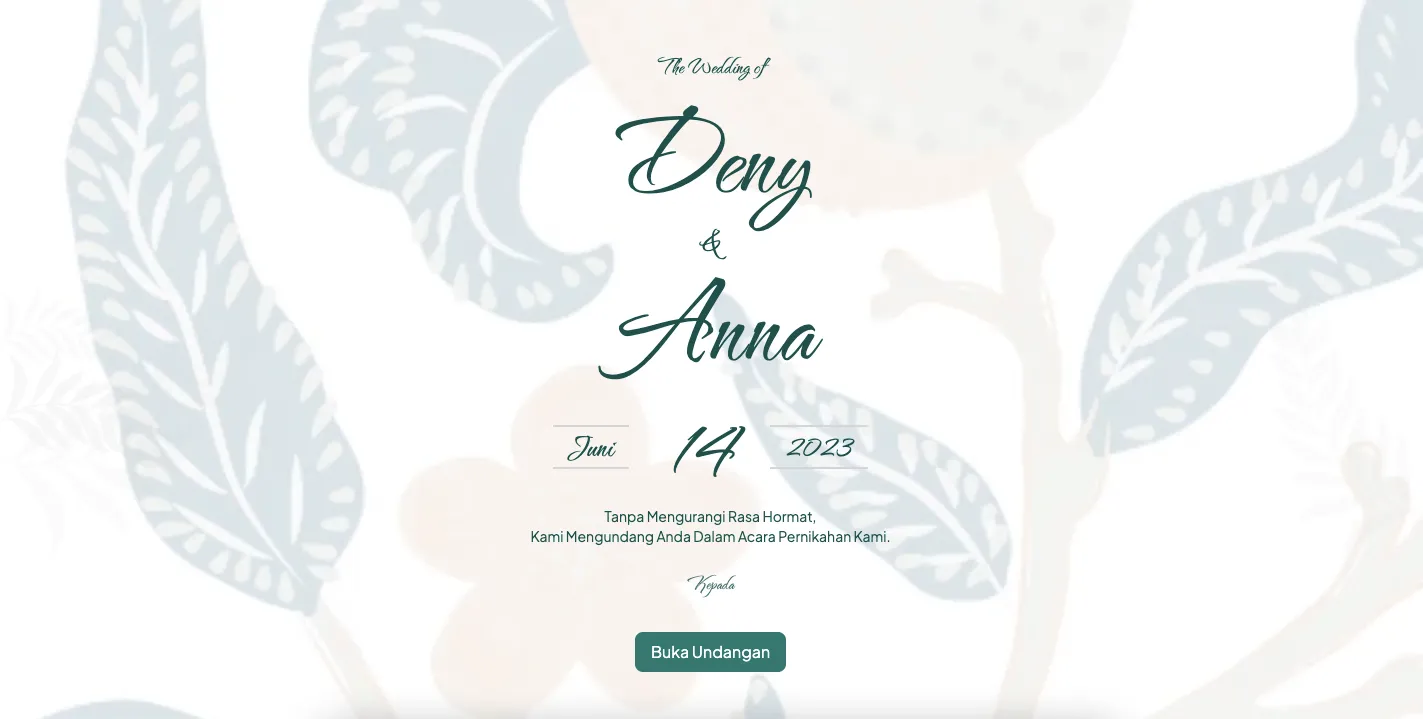 The Wedding of
Deny
&
Anna
Juni 14 2023
Tanpa Mengurangi Rasa Hormat,
Kami Mengundang Anda Dalam Acara Pernikahan Kami.
Kepada
Buka Undangan